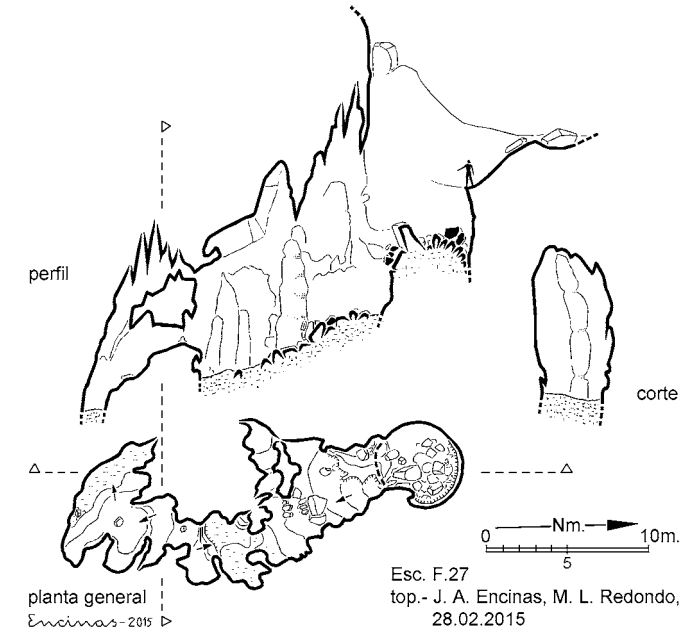 perfil
corte
Nm.
0 10m.
5
Esc. F.27
top.- J. A. Encinas, M. L. Redondo,
28.02.2015
planta general
Encinas-2015